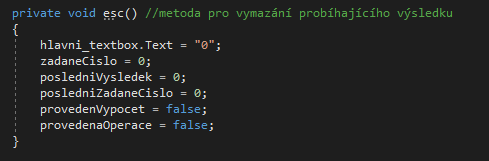 private void esc() //metoda pro vymazání probíhajícího výsledku
{
hlavni_textbox.Text = "0";
zadaneCislo = 0;
posledniVysledek = 0;
posledniZadaneCislo = 0;
provedenVypocet = false;
provedenaOperace = false;
}